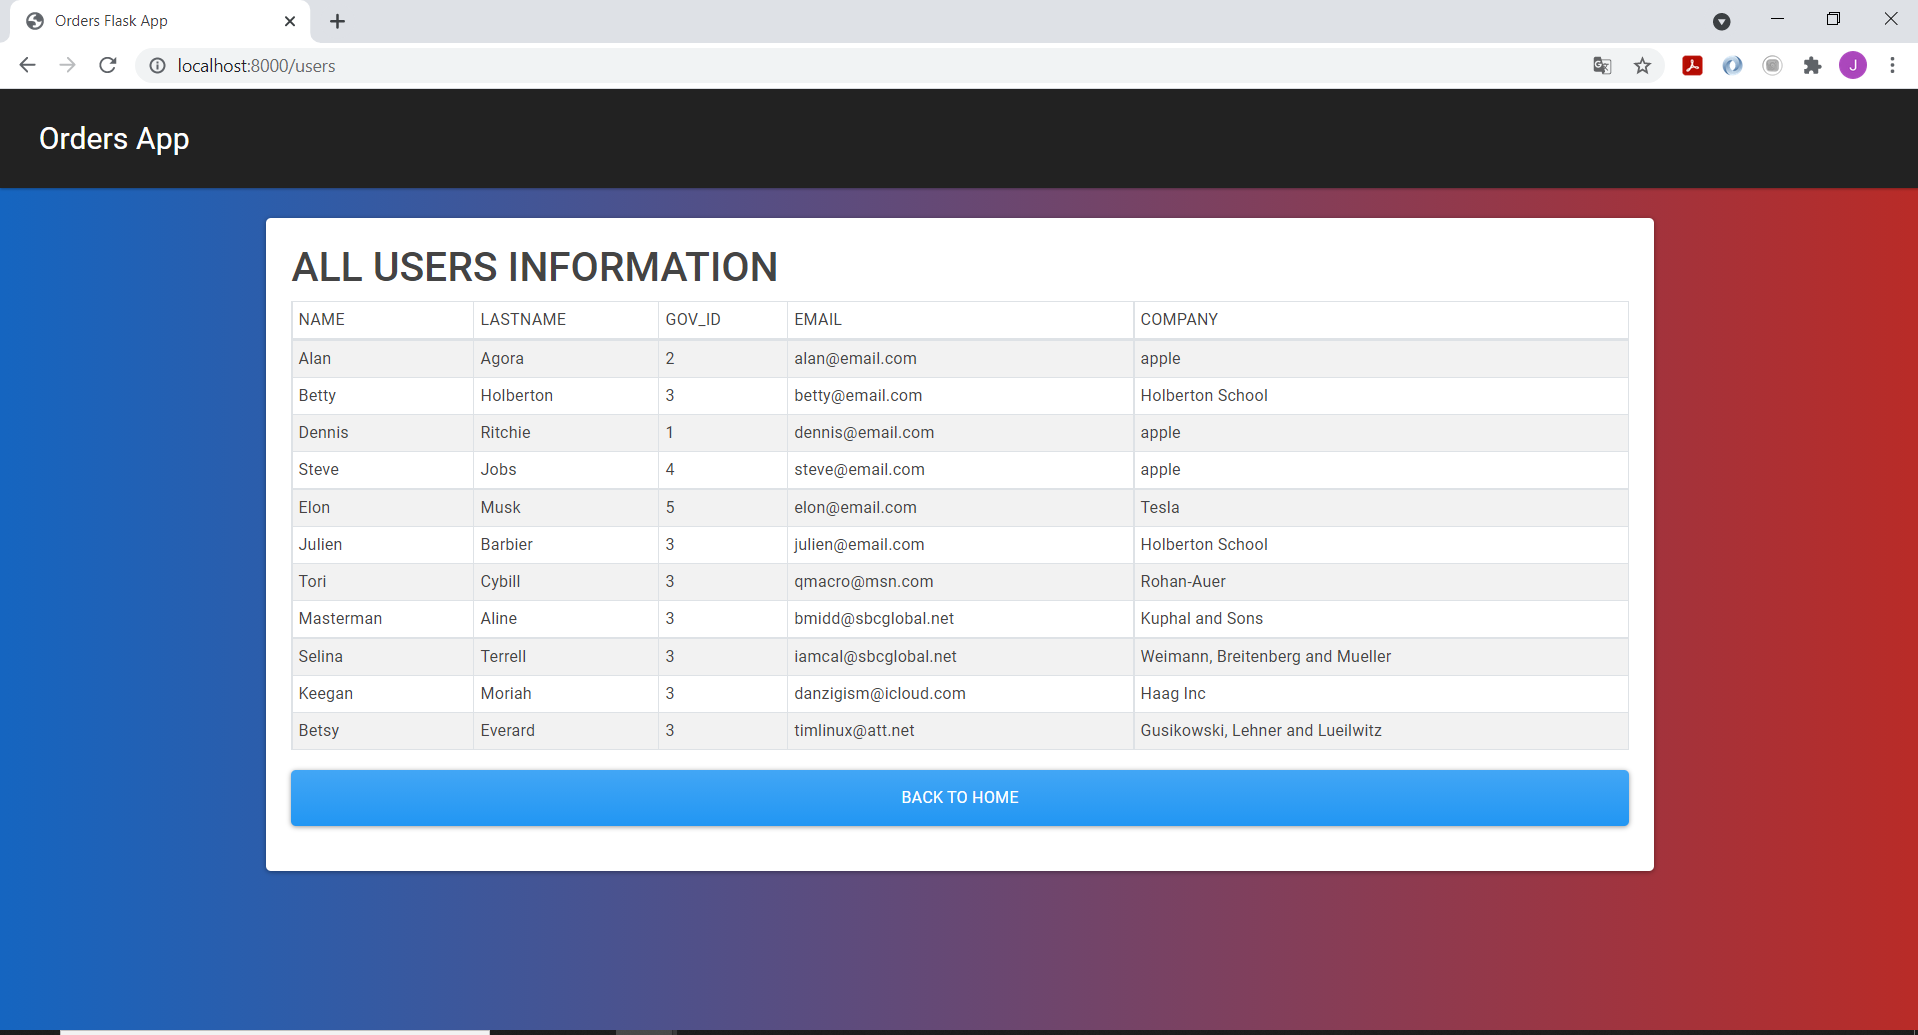 Orders Flask App
localhost:8000/users
J
Orders App
ALL USERS INFORMATION
NAME LASTNAME GOV_ID EMAIL COMPANY
Alan Agora 2 alan@email.com apple
Betty Holberton 3 betty@email.com Holberton School
Dennis Ritchie 1 dennis@email.com apple
Steve Jobs 4 steve@email.com apple
Elon Musk 5 elon@email.com Tesla
Julien Barbier 3 julien@email.com Holberton School
Tori Cybill 3 qmacro@msn.com Rohan-Auer
Masterman Aline 3 bmidd@sbcglobal.net Kuphal and Sons
Selina Terrell 3 iamcal@sbcglobal.net Weimann, Breitenberg and Mueller
Keegan Moriah 3 danzigism@icloud.com Haag Inc
Betsy Everard 3 timlinux@att.net Gusikowski, Lehner and Lueilwitz
BACK TO HOME